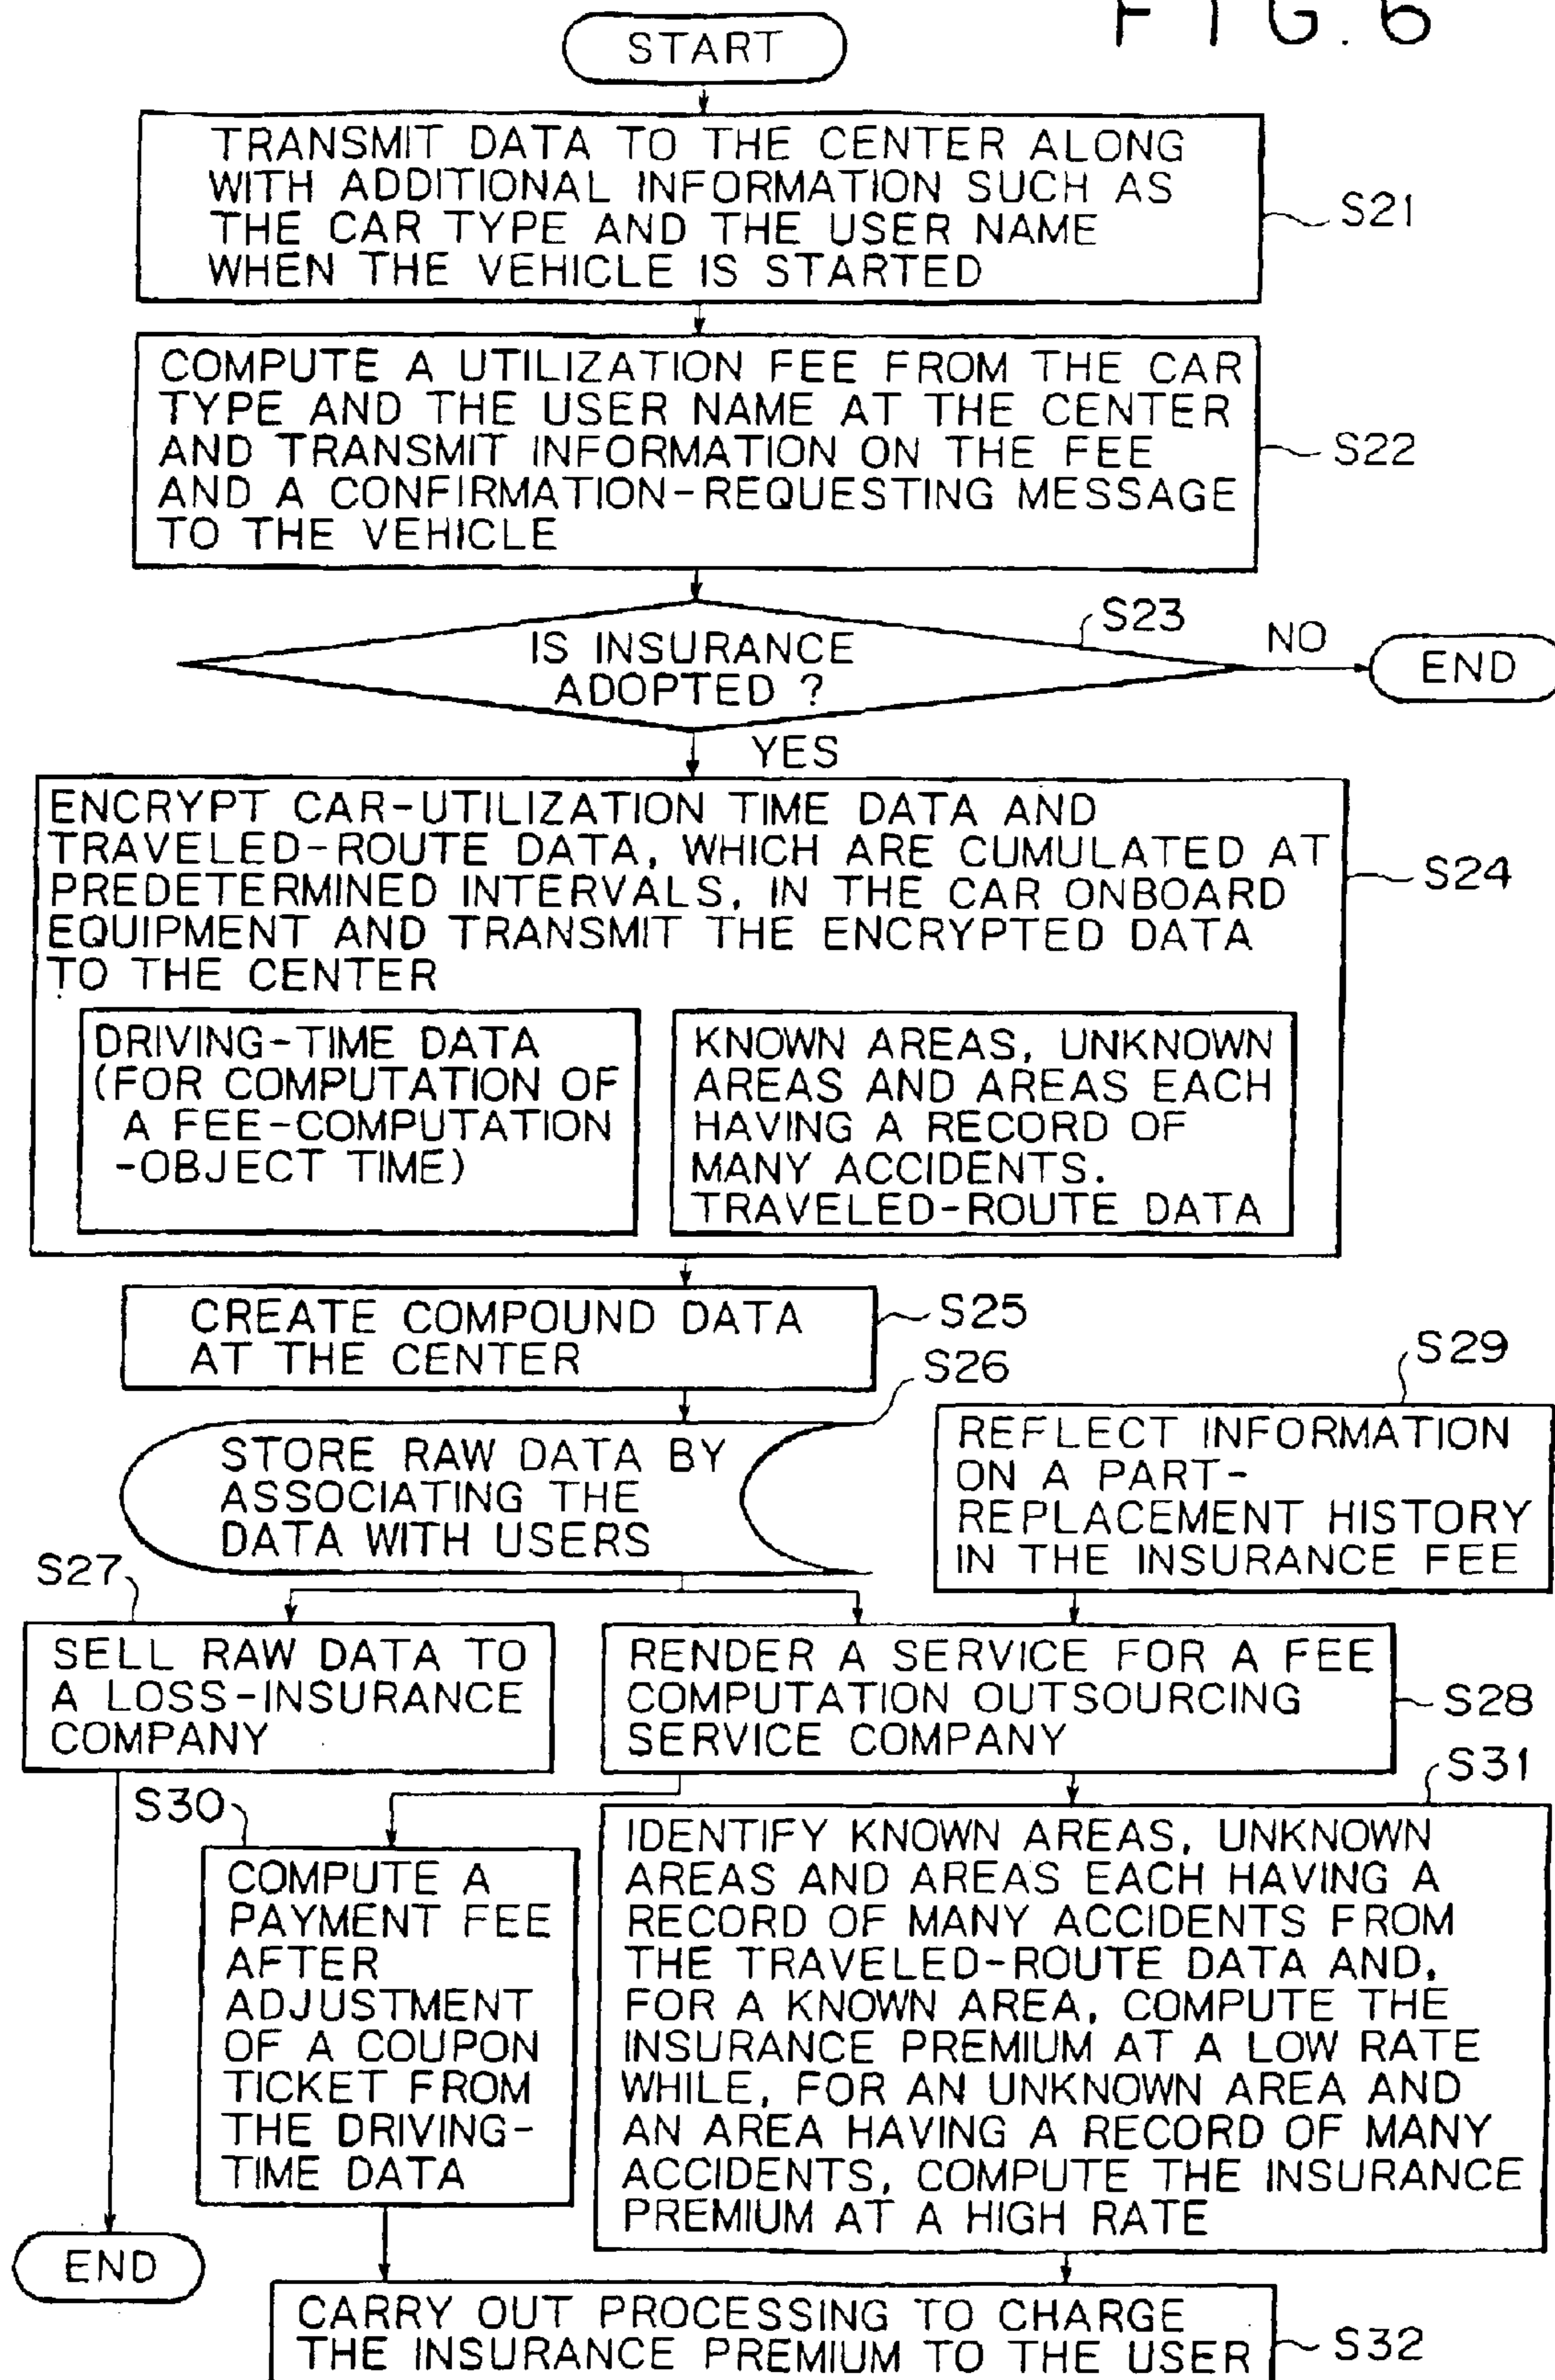 FIG. 6
START
TRANSMIT DATA TO THE CENTER ALONG
WITH ADDITIONAL INFORMATION SUCH AS
THE CAR TYPE AND THE USER NAME
WHEN THE VEHICLE IS STARTED
S21
COMPUTE A UTILIZATION FEE FROM THE CAR
TYPE AND THE USER NAME AT THE CENTER
AND TRANSMIT INFORMATION ON THE FEE
AND A CONFIRMATION-REQUESTING MESSAGE
TO THE VEHICLE
S22
IS INSURANCE
ADOPTED ?
S23
NO
END
YES
ENCRYPT CAR-UTILIZATION TIME DATA AND
TRAVELED-ROUTE DATA, WHICH ARE CUMULATED AT
PREDETERMINED INTERVALS, IN THE CAR ONBOARD
EQUIPMENT AND TRANSMIT THE ENCRYPTED DATA
TO THE CENTER
S24
DRIVING-TIME DATA
(FOR COMPUTATION OF
A FEE-COMPUTATION
-OBJECT TIME)
KNOWN AREAS, UNKNOWN
AREAS AND AREAS EACH
HAVING A RECORD OF
MANY ACCIDENTS.
TRAVELED-ROUTE DATA
CREATE COMPOUND DATA
AT THE CENTER
S25
S26
STORE RAW DATA BY
ASSOCIATING THE
DATA WITH USERS
S29
REFLECT INFORMATION
ON A PART-
REPLACEMENT HISTORY
IN THE INSURANCE FEE
S27
SELL RAW DATA TO
A LOSS-INSURANCE
COMPANY
RENDER A SERVICE FOR A FEE
COMPUTATION OUTSOURCING
SERVICE COMPANY
S28
S30
COMPUTE A
PAYMENT FEE
AFTER
ADJUSTMENT
OF A COUPON
TICKET FROM
THE DRIVING-
TIME DATA
S31
IDENTIFY KNOWN AREAS, UNKNOWN
AREAS AND AREAS EACH HAVING A
RECORD OF MANY ACCIDENTS FROM
THE TRAVELED-ROUTE DATA AND,
FOR A KNOWN AREA, COMPUTE THE
INSURANCE PREMIUM AT A LOW RATE
WHILE, FOR AN UNKNOWN AREA AND
AN AREA HAVING A RECORD OF MANY
ACCIDENTS, COMPUTE THE INSURANCE
PREMIUM AT A HIGH RATE
END
CARRY OUT PROCESSING TO CHARGE
THE INSURANCE PREMIUM TO THE USER
S32